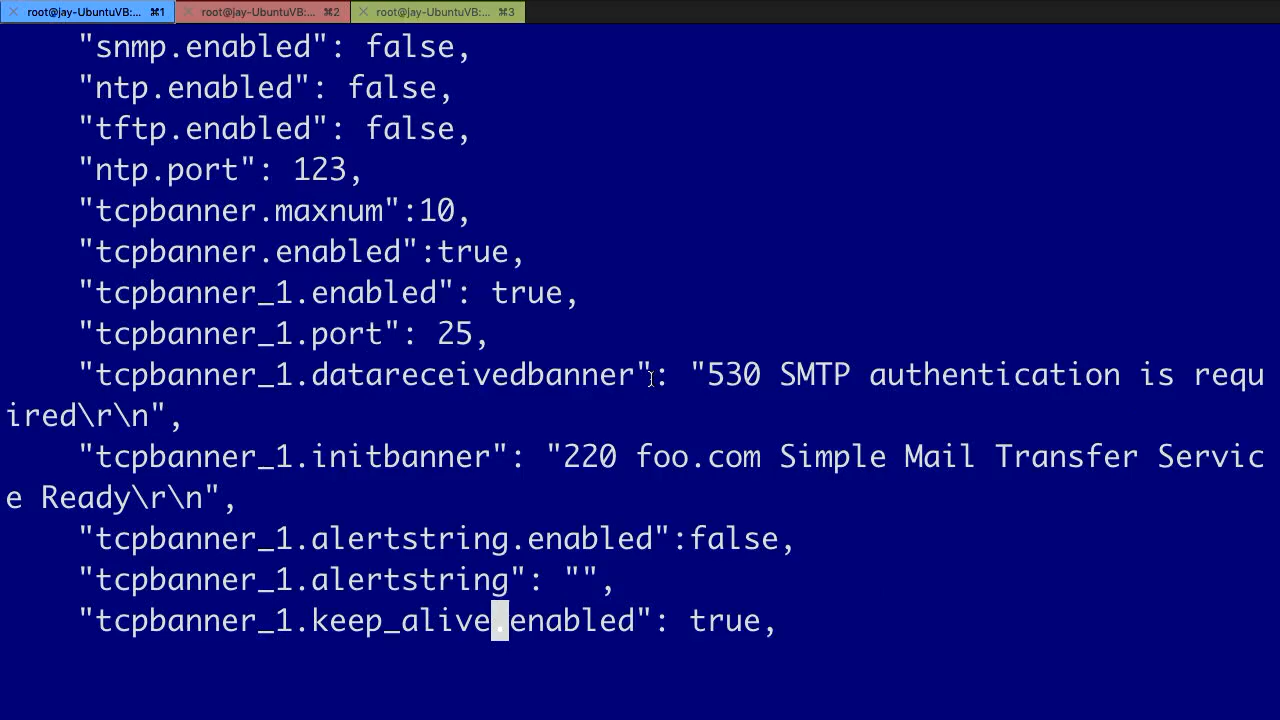 root@jay-UbuntuVB:... ⌘1 root@jay-UbuntuVB:... ⌘2 root@jay-UbuntuVB:... ⌘3
"snmp.enabled": false,
"ntp.enabled": false,
"tftp.enabled": false,
"ntp.port": 123,
"tcpbanner.maxnum":10,
"tcpbanner.enabled":true,
"tcpbanner_1.enabled": true,
"tcpbanner_1.port": 25,
"tcpbanner_1.datareceivedbanner": "530 SMTP authentication is requ
ired\r\n",
"tcpbanner_1.initbanner": "220 foo.com Simple Mail Transfer Servic
e Ready\r\n",
"tcpbanner_1.alertstring.enabled":false,
"tcpbanner_1.alertstring": "",
"tcpbanner_1.keep_alive.enabled": true,